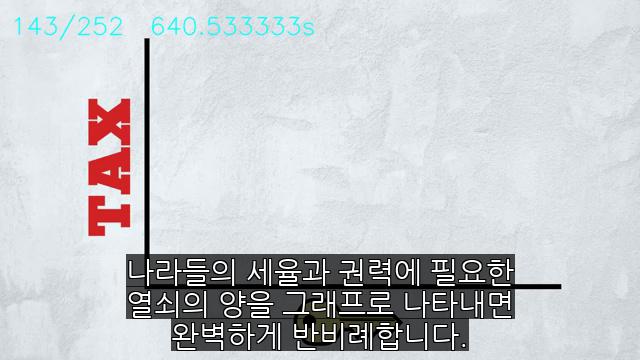 143/252 640.533333s
TAX
나라들의 세율과 권력에 필요한
열쇠의 양을 그래프로 나타내면
완벽하게 반비례합니다.